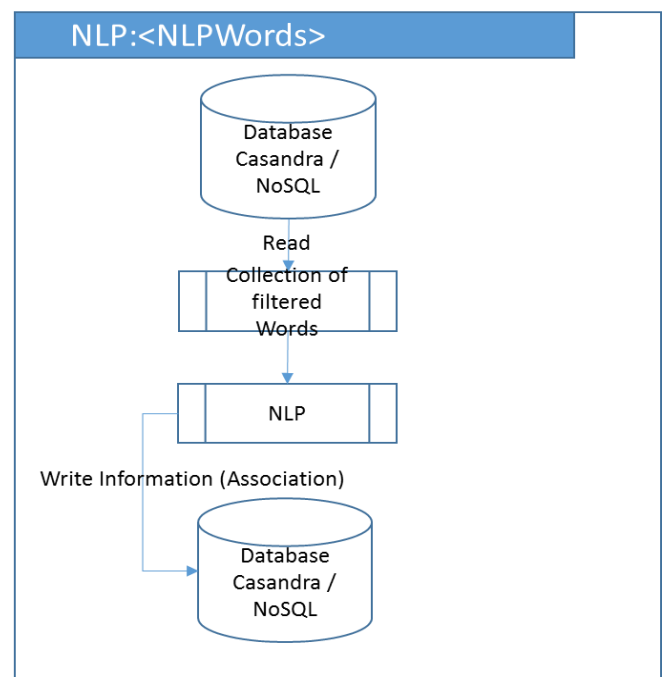 NLP:<NLPWords>
Database
Casandra /
NoSQL
Read
Collection of
filtered
Words
NLP
Write Information (Association)
Database
Casandra /
NoSQL